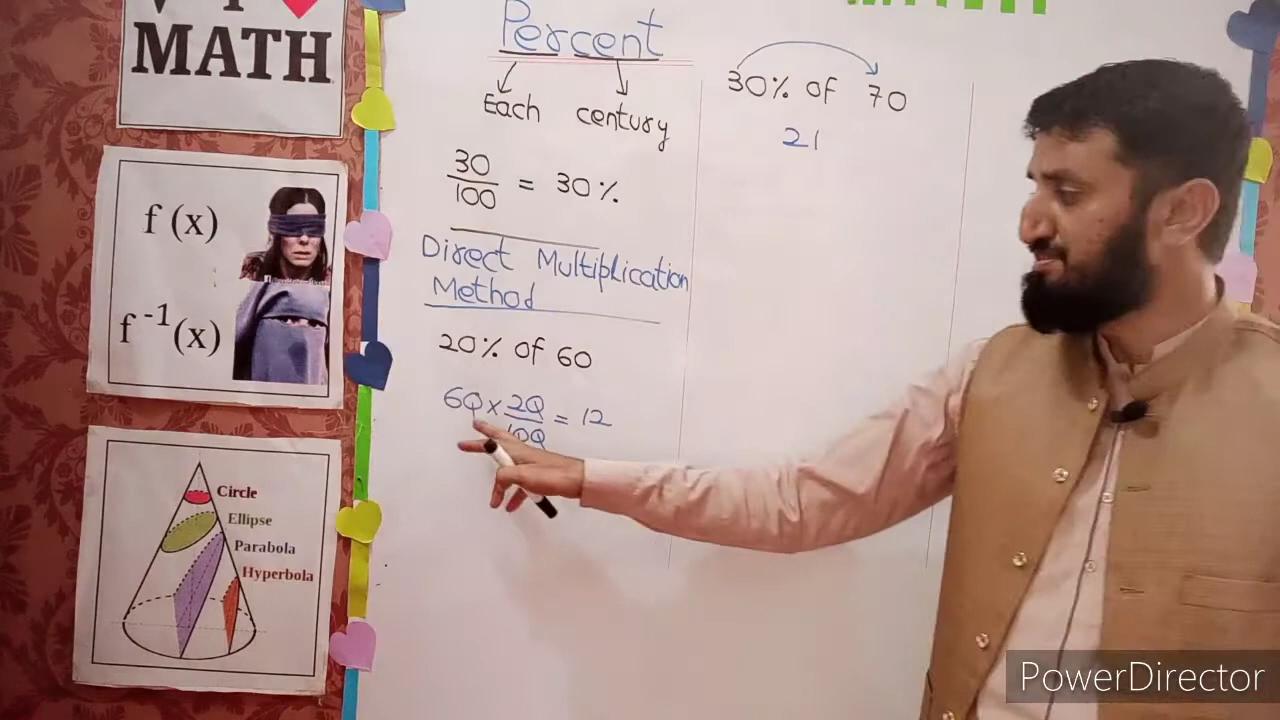 I
MATH
f(x)
f⁻¹(x)
Circle
Ellipse
Parabola
Hyperbola
Percent
Each century
30/100 = 30%
Direct Multiplication
Method
20% of 60
60 × 20/100 = 12
30% of 70
21
PowerDirector